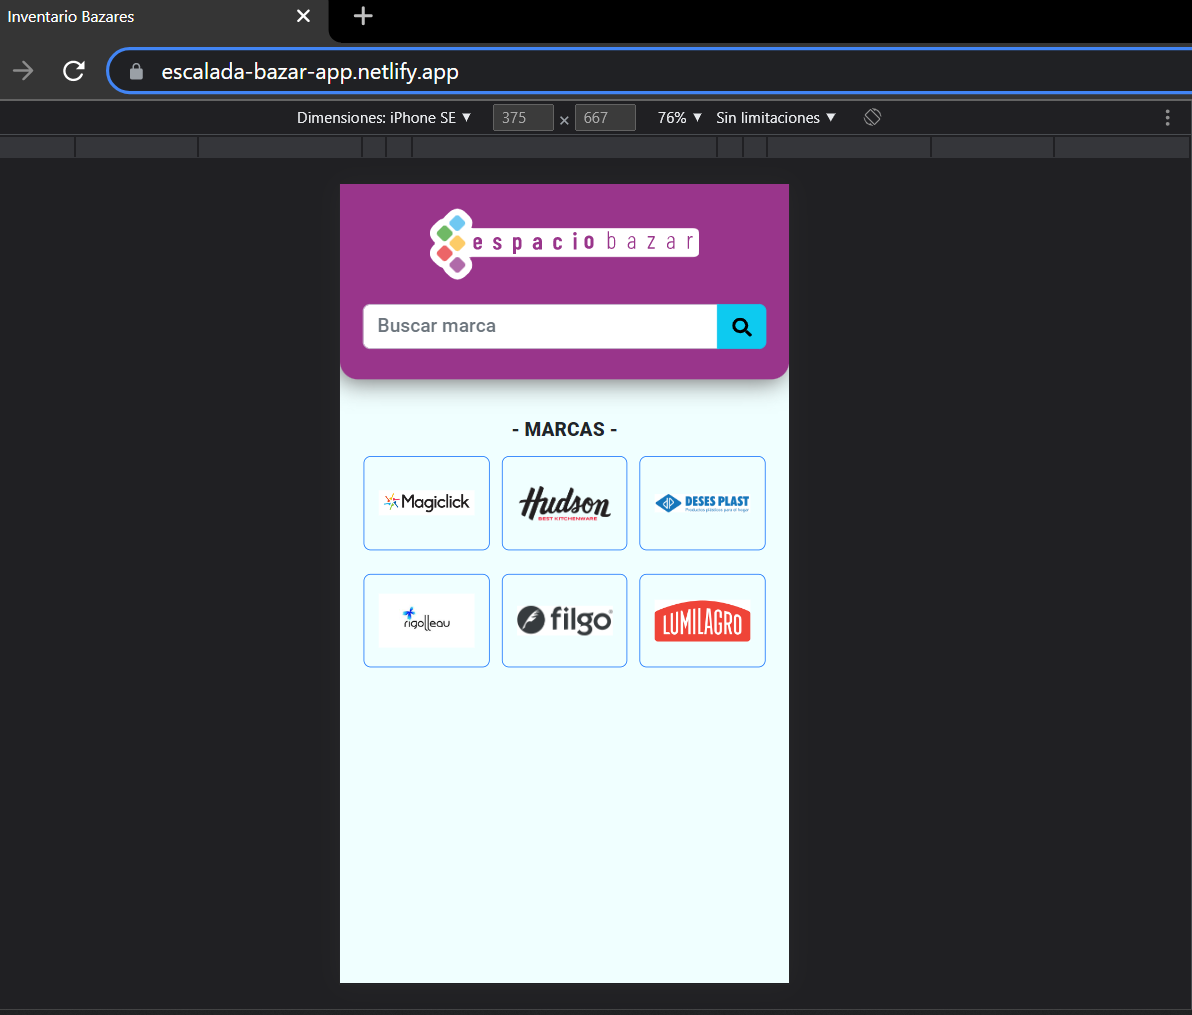 Inventario Bazares
escalada-bazar-app.netlify.app
Dimensiones: iPhone SE ▼ 375 × 667 76% ▼ Sin limitaciones ▼
espaciobazar
Buscar marca
- MARCAS -
Magiclick
Hudson
BEST KITCHENWARE
DESES PLAST
Productos plásticos para el hogar
rigolleau
filgo
LUMILAGRO